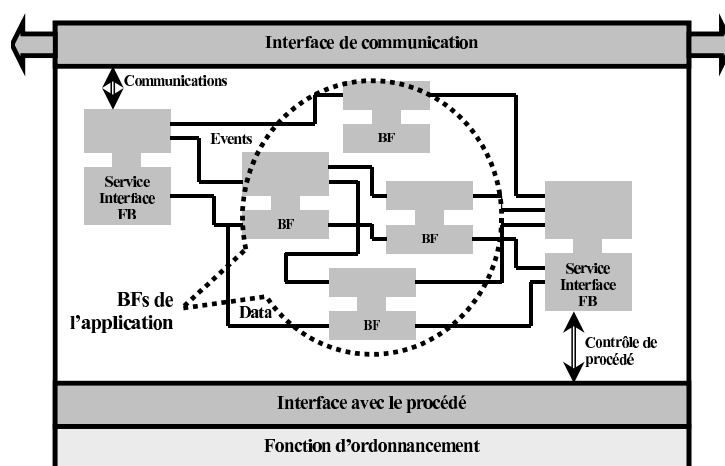 Interface de communication
Communications
Events
BF
Service
Interface
FB
BF
BF
Service
Interface
FB
BFs de
l'application
Data
BF
Contrôle de
procédé
Interface avec le procédé
Fonction d'ordonnancement